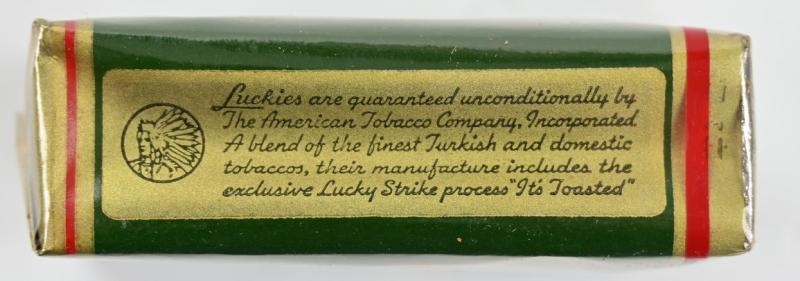 Luckies are guaranteed unconditionally by
The American Tobacco Company, Incorporated.
A blend of the finest Turkish and domestic
tobaccos, their manufacture includes the
exclusive Lucky Strike process "It's Toasted"